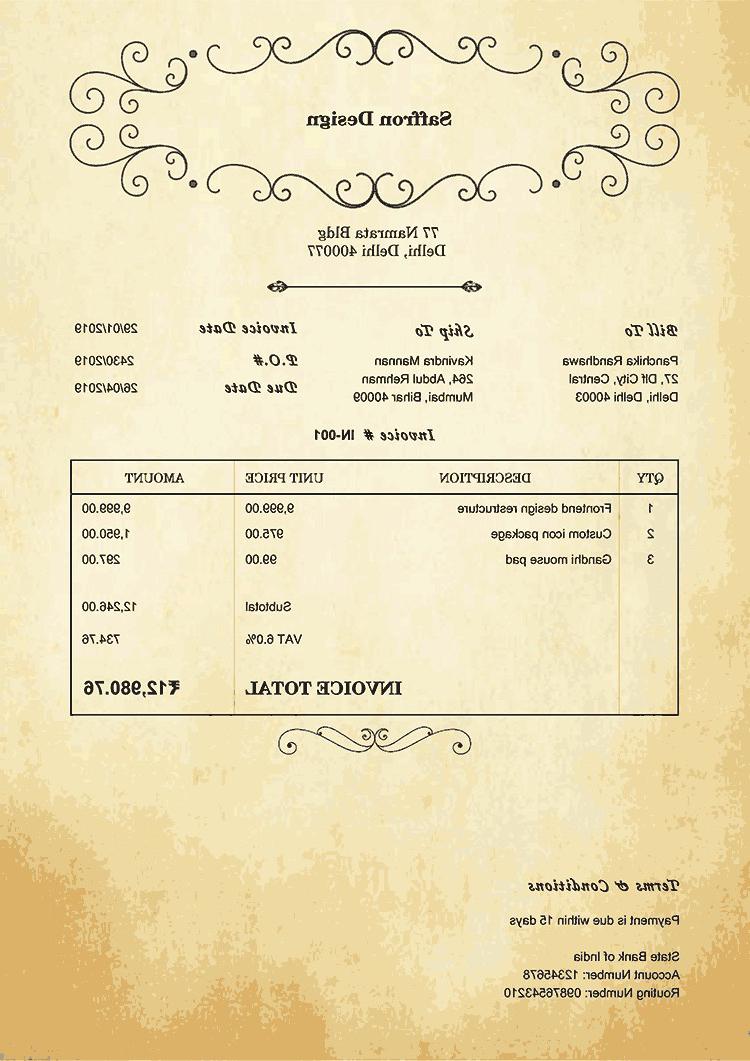 Saffron Design
77 Namrata Bldg
Delhi, Delhi 400077
Bill To
Panchika Randhawa
27, Dlf City, Central
Delhi, Delhi 40003
Ship To
Kavindra Mannan
264, Abdul Rehman
Mumbai, Bihar 40009
Invoice Date 29/01/2019
P.O.# 2430/2019
Due Date 26/04/2019
Invoice # IN-001
QTY DESCRIPTION UNIT PRICE AMOUNT
1 Frontend design restructure 9,999.00 9,999.00
2 Custom icon package 975.00 1,950.00
3 Gandhi mouse pad 99.00 297.00
Subtotal 12,246.00
VAT 6.0% 734.76
INVOICE TOTAL ₹12,980.76
Terms & Conditions
Payment is due within 15 days
State Bank of India
Account Number: 12345678
Routing Number: 09876543210